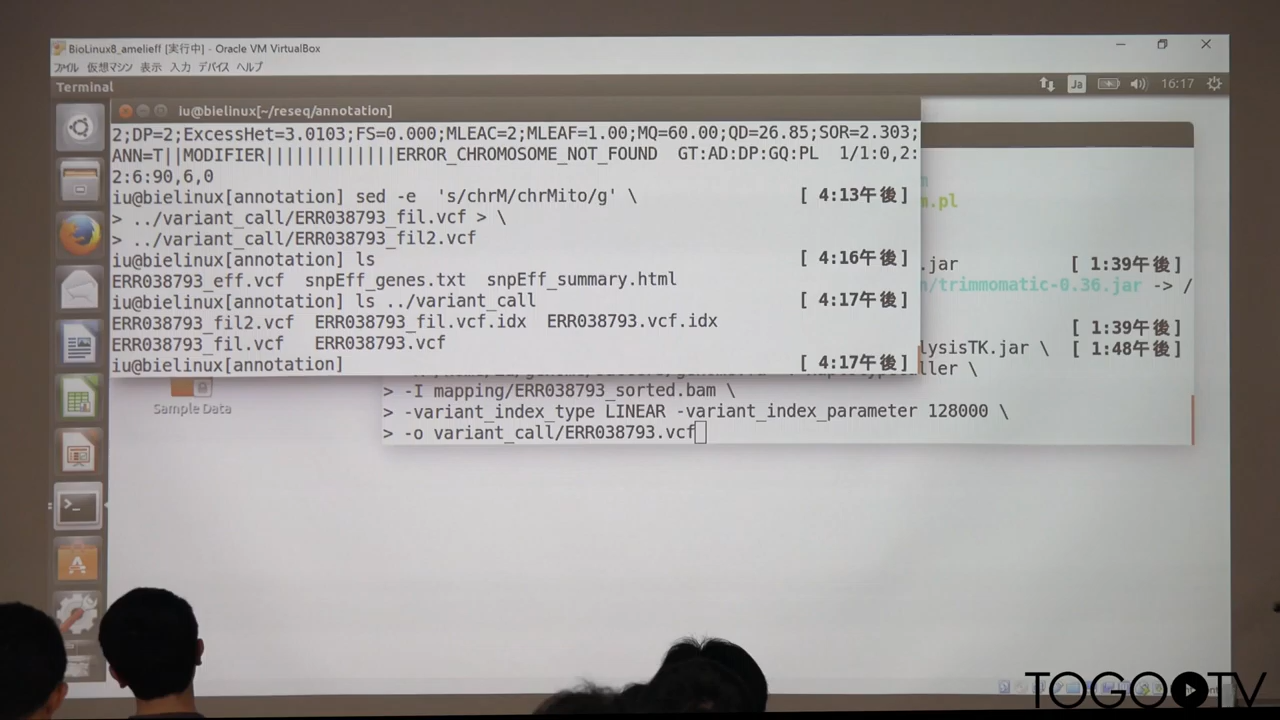 BioLinux8_amelieff [実行中] - Oracle VM VirtualBox
ファイル 仮想マシン 表示 入力 デバイス ヘルプ
Terminal
Ja
16:17
iu@bielinux[~/reseq/annotation]
2;DP=2;ExcessHet=3.0103;FS=0.000;MLEAC=2;MLEAF=1.00;MQ=60.00;QD=26.85;SOR=2.303;
ANN=T||MODIFIER|||||||||||||ERROR_CHROMOSOME_NOT_FOUND GT:AD:DP:GQ:PL 1/1:0,2:
2:6:90,6,0
iu@bielinux[annotation] sed -e 's/chrM/chrMito/g' \ [ 4:13午後]
> ../variant_call/ERR038793_fil.vcf > \
> ../variant_call/ERR038793_fil2.vcf
iu@bielinux[annotation] ls [ 4:16午後]
ERR038793_eff.vcf snpEff_genes.txt snpEff_summary.html
iu@bielinux[annotation] ls ../variant_call [ 4:17午後]
ERR038793_fil2.vcf ERR038793_fil.vcf.idx ERR038793.vcf.idx
ERR038793_fil.vcf ERR038793.vcf
iu@bielinux[annotation] [ 4:17午後]
m.pl
.jar [ 1:39午後]
n/trimmomatic-0.36.jar -> /
[ 1:39午後]
lysisTK.jar \ [ 1:48午後]
ller \
> -I mapping/ERR038793_sorted.bam \
> -variant_index_type LINEAR -variant_index_parameter 128000 \
> -o variant_call/ERR038793.vcf
Sample Data
TOGO TV